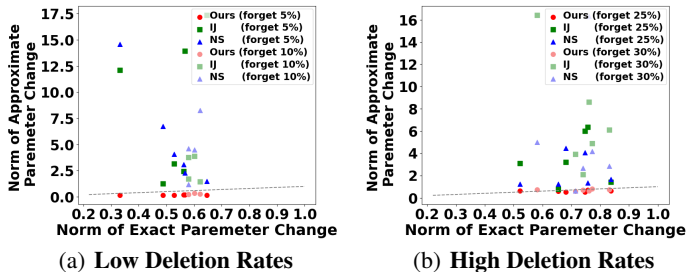 Norm of Approximate
Paremeter Change
17.5
15.0
12.5
10.0
7.5
5.0
2.5
0.0
Ours (forget 5%)
IJ (forget 5%)
NS (forget 5%)
Ours (forget 10%)
IJ (forget 10%)
NS (forget 10%)
0.2 0.3 0.4 0.5 0.6 0.7 0.8 0.9 1.0
Norm of Exact Paremeter Change
(a) Low Deletion Rates
Norm of Approximate
Paremeter Change
16
14
12
10
8
6
4
2
0
Ours (forget 25%)
IJ (forget 25%)
NS (forget 25%)
Ours (forget 30%)
IJ (forget 30%)
NS (forget 30%)
0.2 0.3 0.4 0.5 0.6 0.7 0.8 0.9 1.0
Norm of Exact Paremeter Change
(b) High Deletion Rates